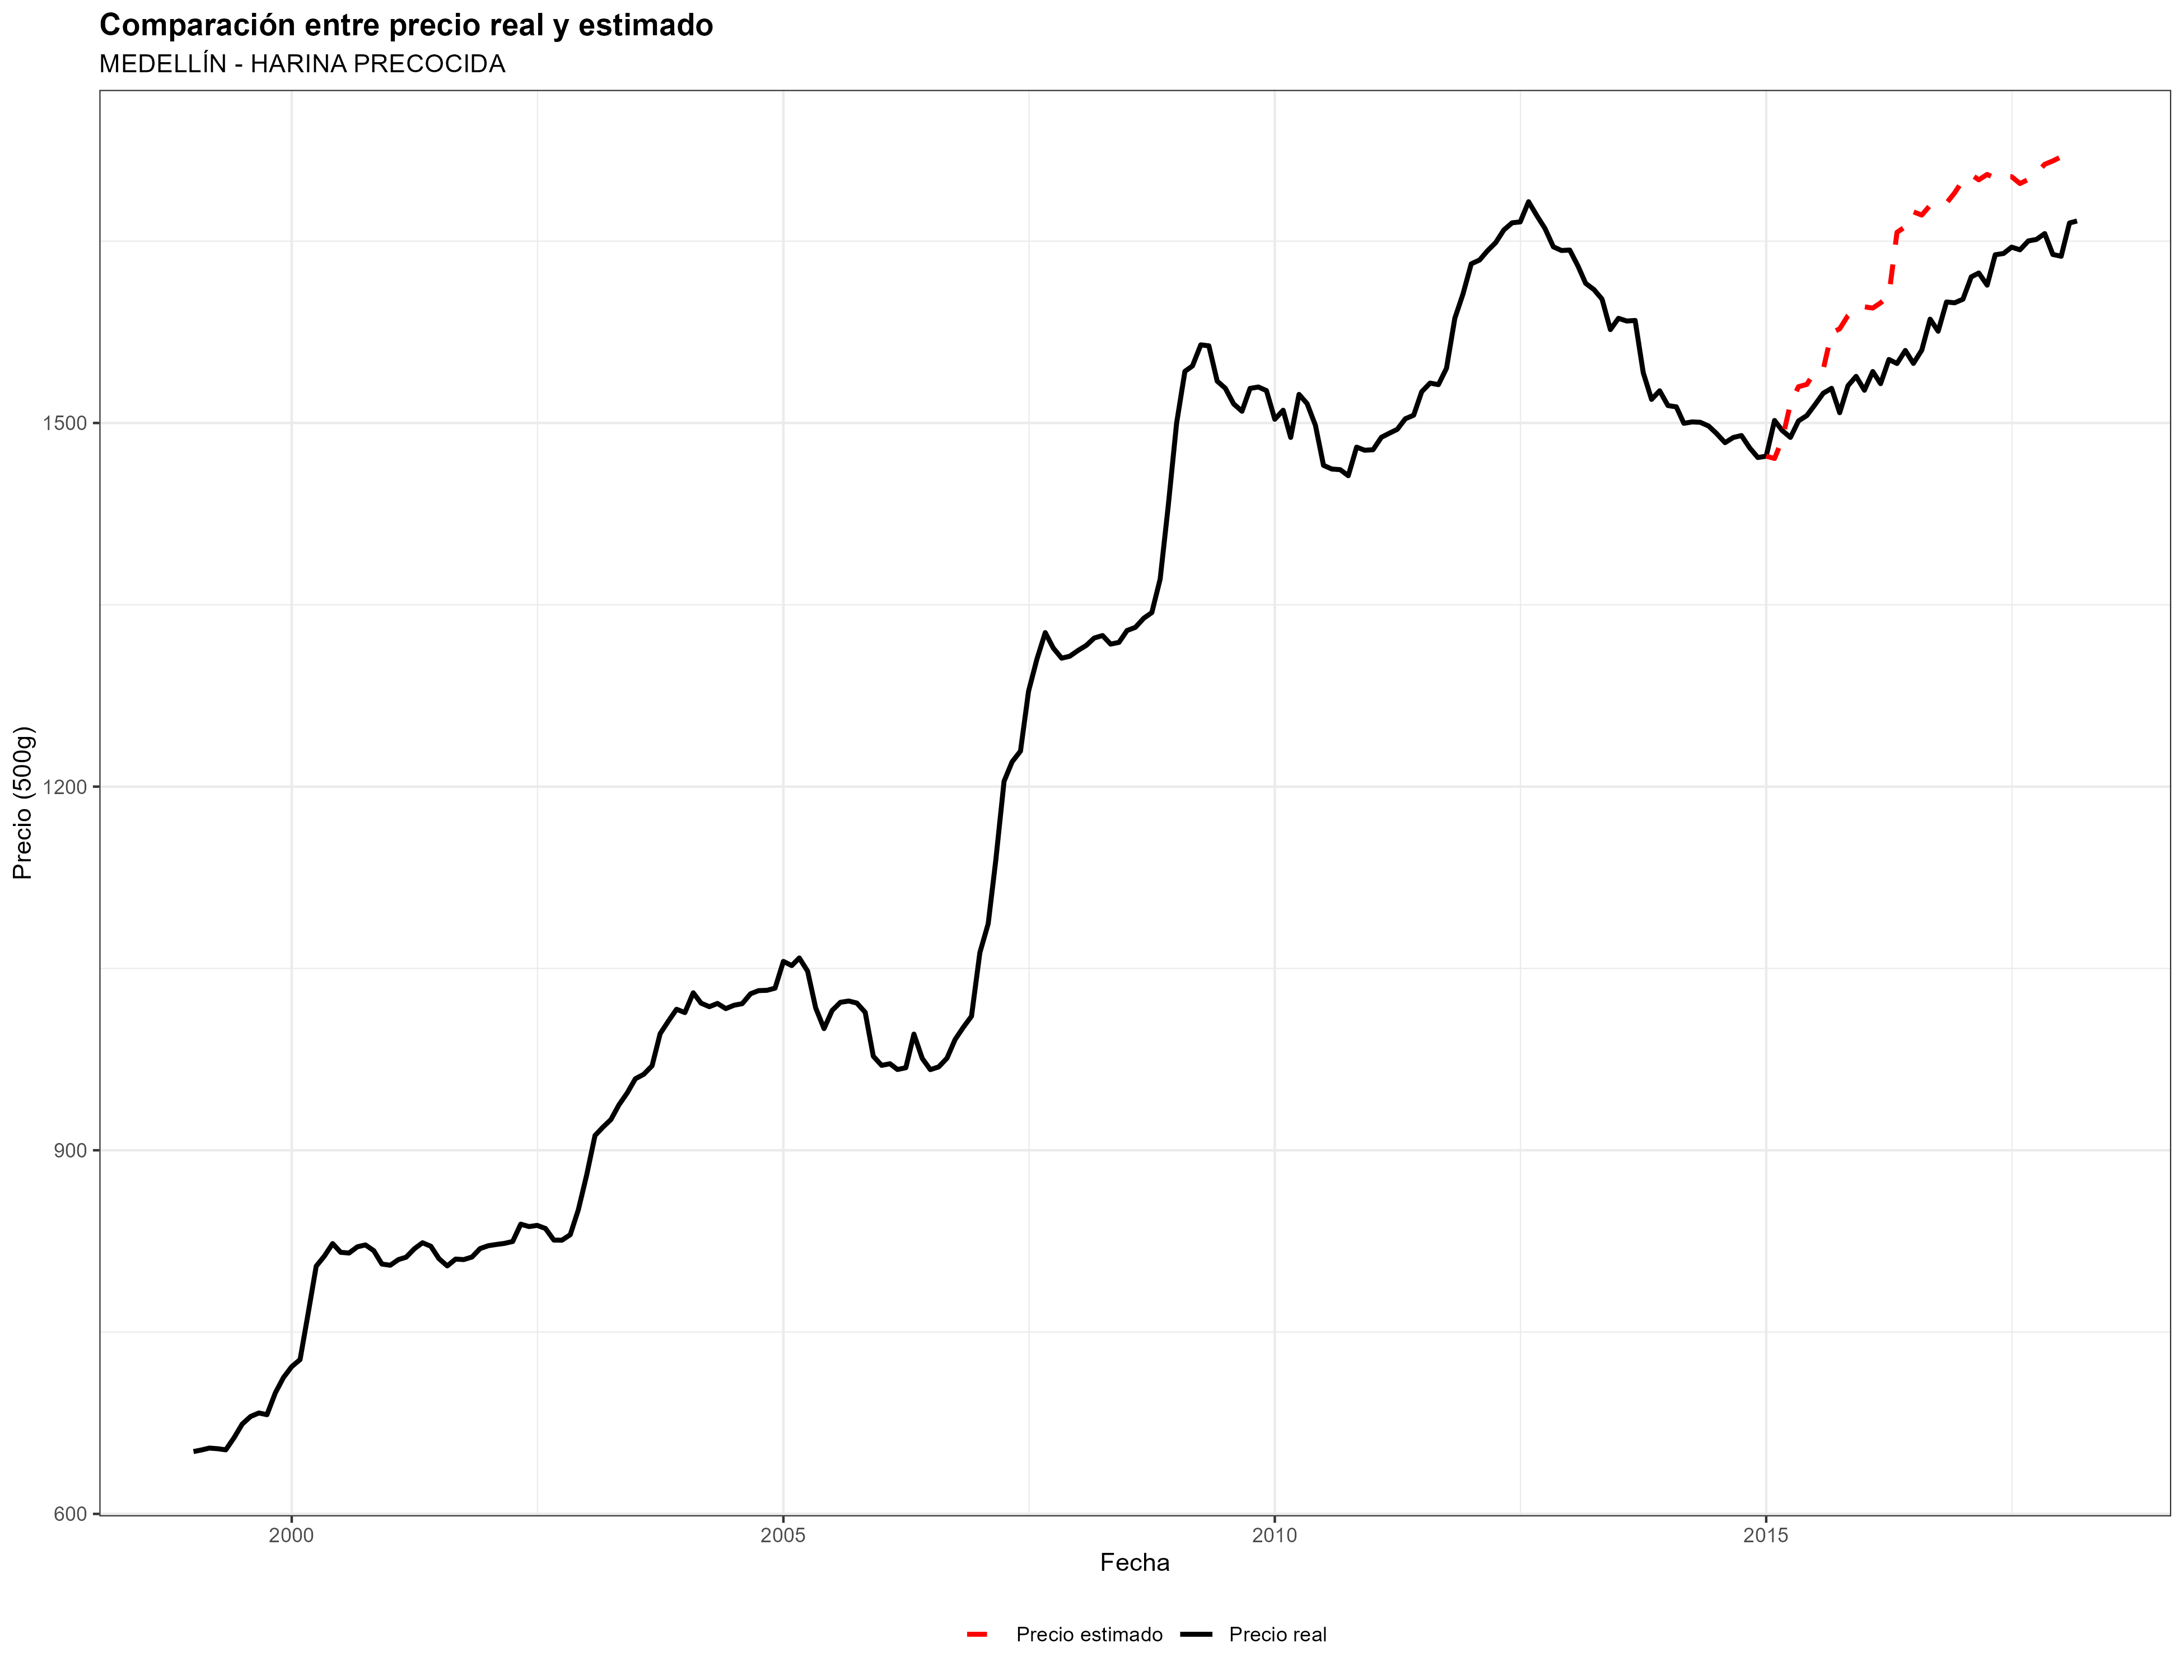 Comparación entre precio real y estimado
MEDELLÍN - HARINA PRECOCIDA
Precio (500g)
1500
1200
900
600
2000 2005 2010 2015
Fecha
Precio estimado Precio real